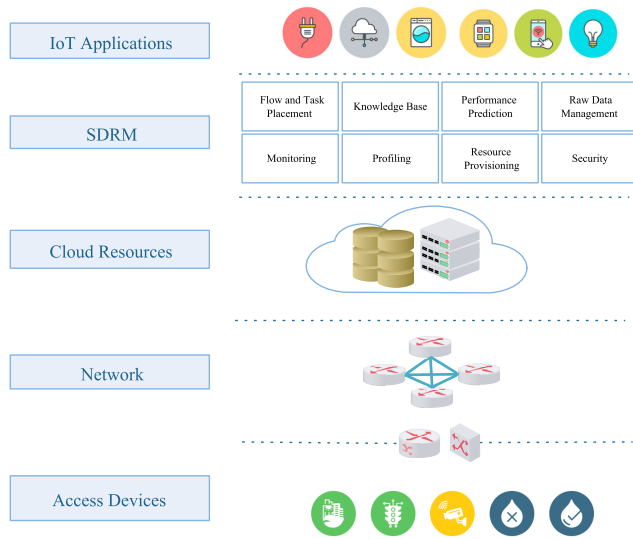 IoT Applications
SDRM
Flow and Task
Placement
Knowledge Base
Performance
Prediction
Raw Data
Management
Monitoring
Profiling
Resource
Provisioning
Security
Cloud Resources
Network
Access Devices